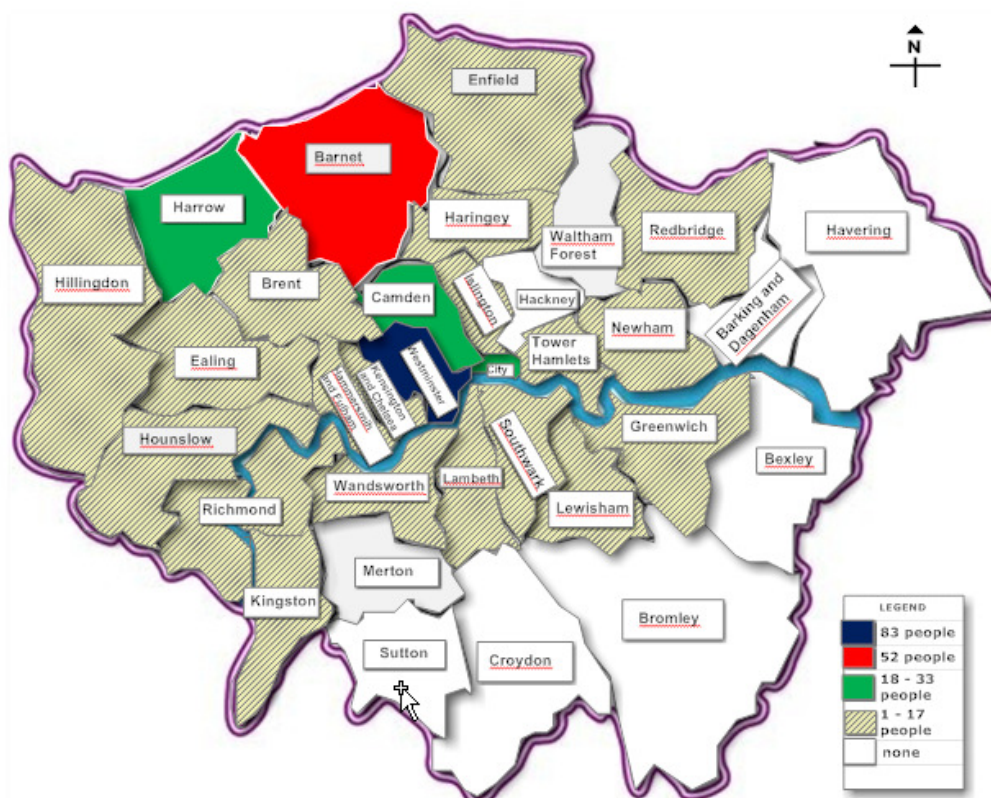 N
Enfield
Barnet
Harrow
Haringey
Waltham
Forest
Redbridge
Havering
Hillingdon
Brent
Camden
Islington
Hackney
Newham
Barking and
Dagenham
Ealing
Tower
Hamlets
City
Westminster
Kensington
and Chelsea
Hammersmith
and Fulham
Hounslow
Southwark
Greenwich
Bexley
Richmond
Wandsworth
Lambeth
Lewisham
Merton
Kingston
Bromley
Sutton
Croydon
LEGEND
83 people
52 people
18 - 33
people
1 - 17
people
none